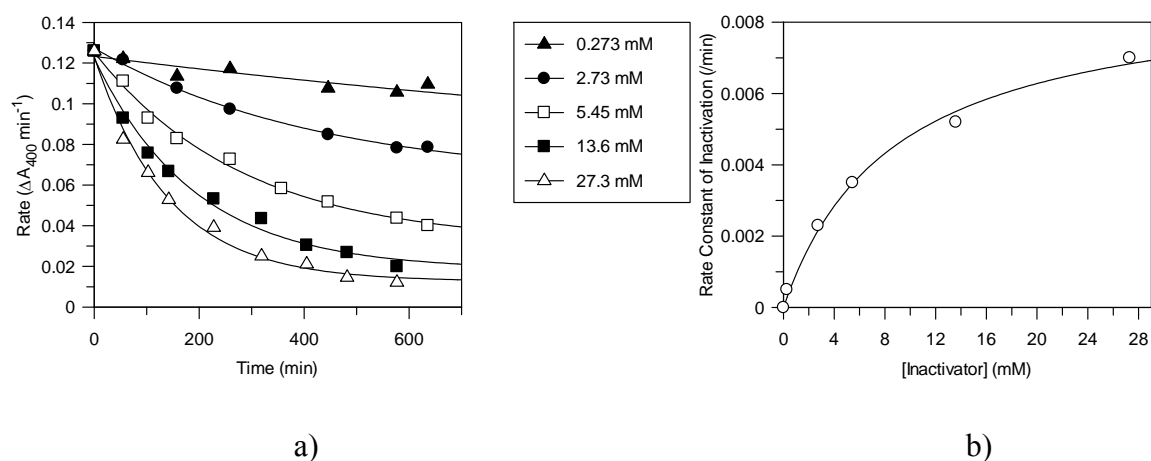 0.14
0.12
0.10
0.08
0.06
0.04
0.02
0
0 200 400 600
Rate (ΔA400 min-1)
Time (min)
0.273 mM
2.73 mM
5.45 mM
13.6 mM
27.3 mM
0.008
0.006
0.004
0.002
0
0 4 8 12 16 20 24 28
Rate Constant of Inactivation (/min)
[Inactivator] (mM)
a) b)